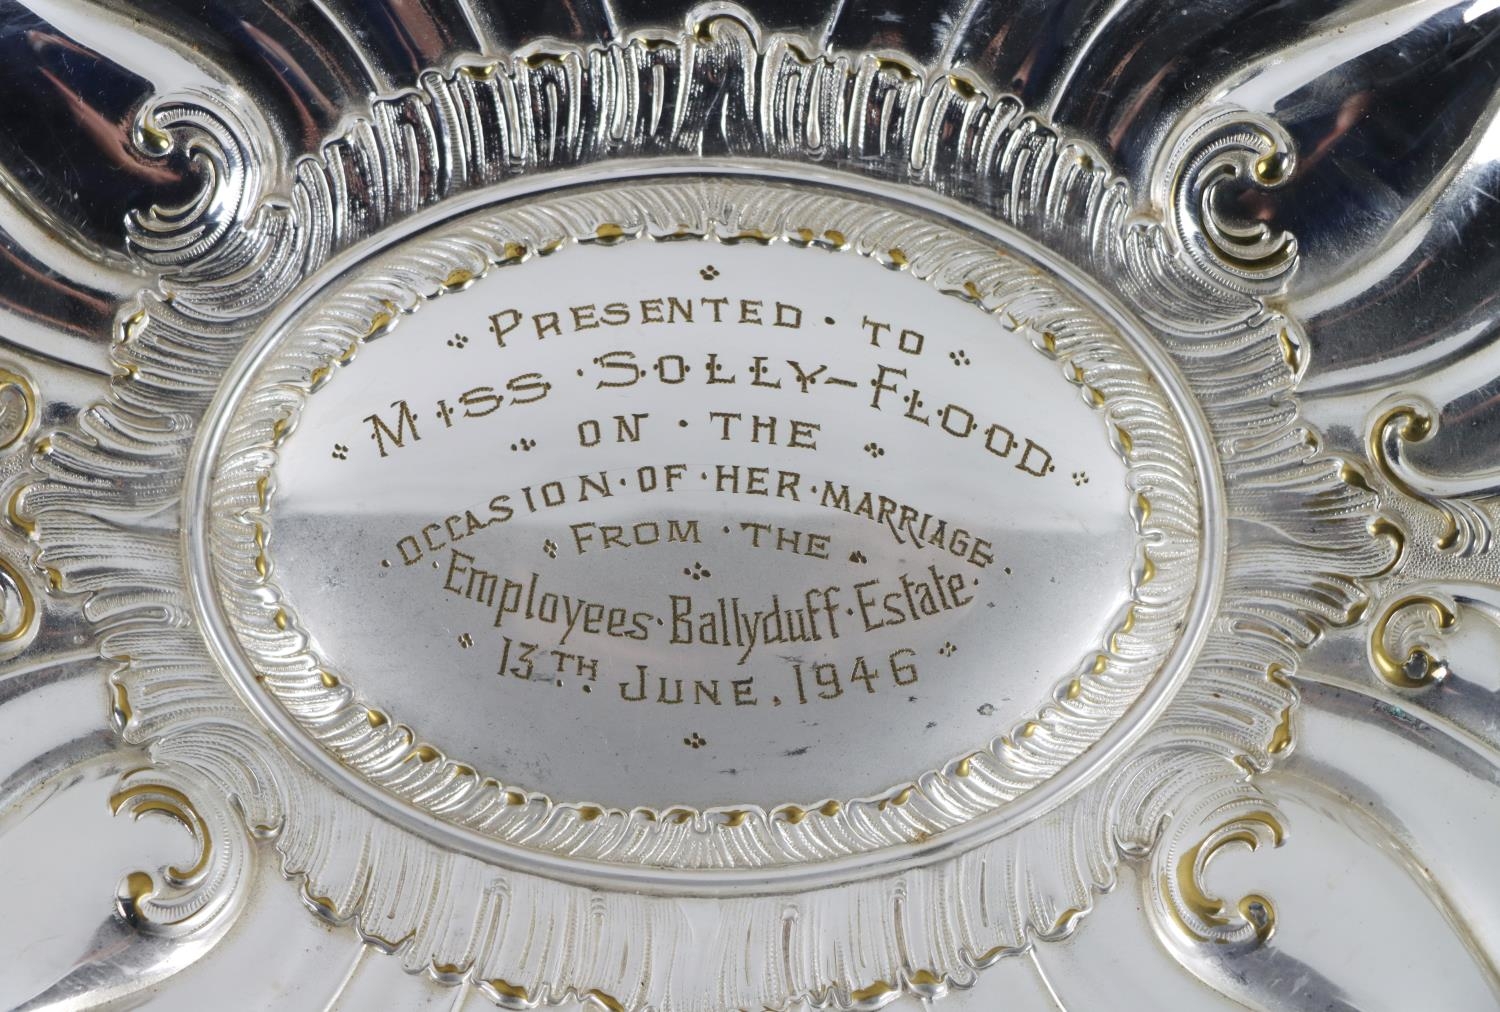 PRESENTED · TO
MISS · SOLLY-FLOOD
ON · THE
OCCASION · OF · HER · MARRIAGE
FROM · THE
Employees · Ballyduff · Estate ·
13TH JUNE, 1946